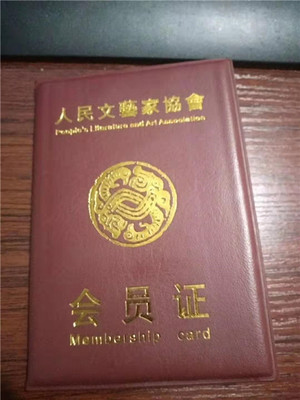 人民文藝家協會
People's Literature and Art Association
会员证
Membership card